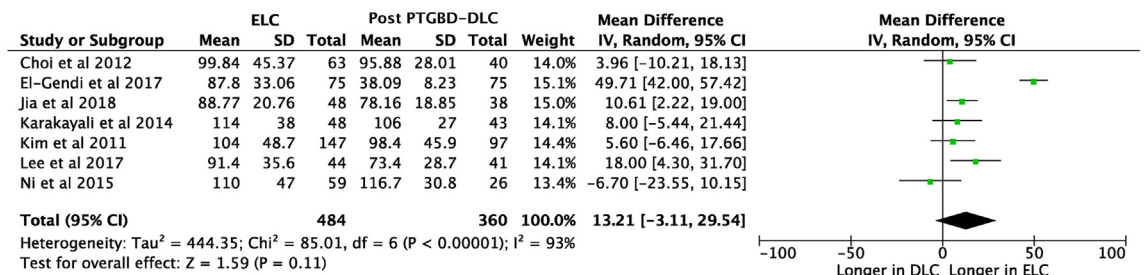 ELC Post PTGBD-DLC Mean Difference Mean Difference
Study or Subgroup Mean SD Total Mean SD Total Weight IV, Random, 95% CI IV, Random, 95% CI
Choi et al 2012 99.84 45.37 63 95.88 28.01 40 14.0% 3.96 [-10.21, 18.13]
El-Gendi et al 2017 87.8 33.06 75 38.09 8.23 75 15.1% 49.71 [42.00, 57.42]
Jia et al 2018 88.77 20.76 48 78.16 18.85 38 15.0% 10.61 [2.22, 19.00]
Karakayali et al 2014 114 38 48 106 27 43 14.1% 8.00 [-5.44, 21.44]
Kim et al 2011 104 48.7 147 98.4 45.9 97 14.4% 5.60 [-6.46, 17.66]
Lee et al 2017 91.4 35.6 44 73.4 28.7 41 14.1% 18.00 [4.30, 31.70]
Ni et al 2015 110 47 59 116.7 30.8 26 13.4% -6.70 [-23.55, 10.15]
Total (95% CI) 484 360 100.0% 13.21 [-3.11, 29.54]
Heterogeneity: Tau² = 444.35; Chi² = 85.01, df = 6 (P < 0.00001); I² = 93%
Test for overall effect: Z = 1.59 (P = 0.11)
-100 -50 0 50 100
Longer in DLC Longer in ELC